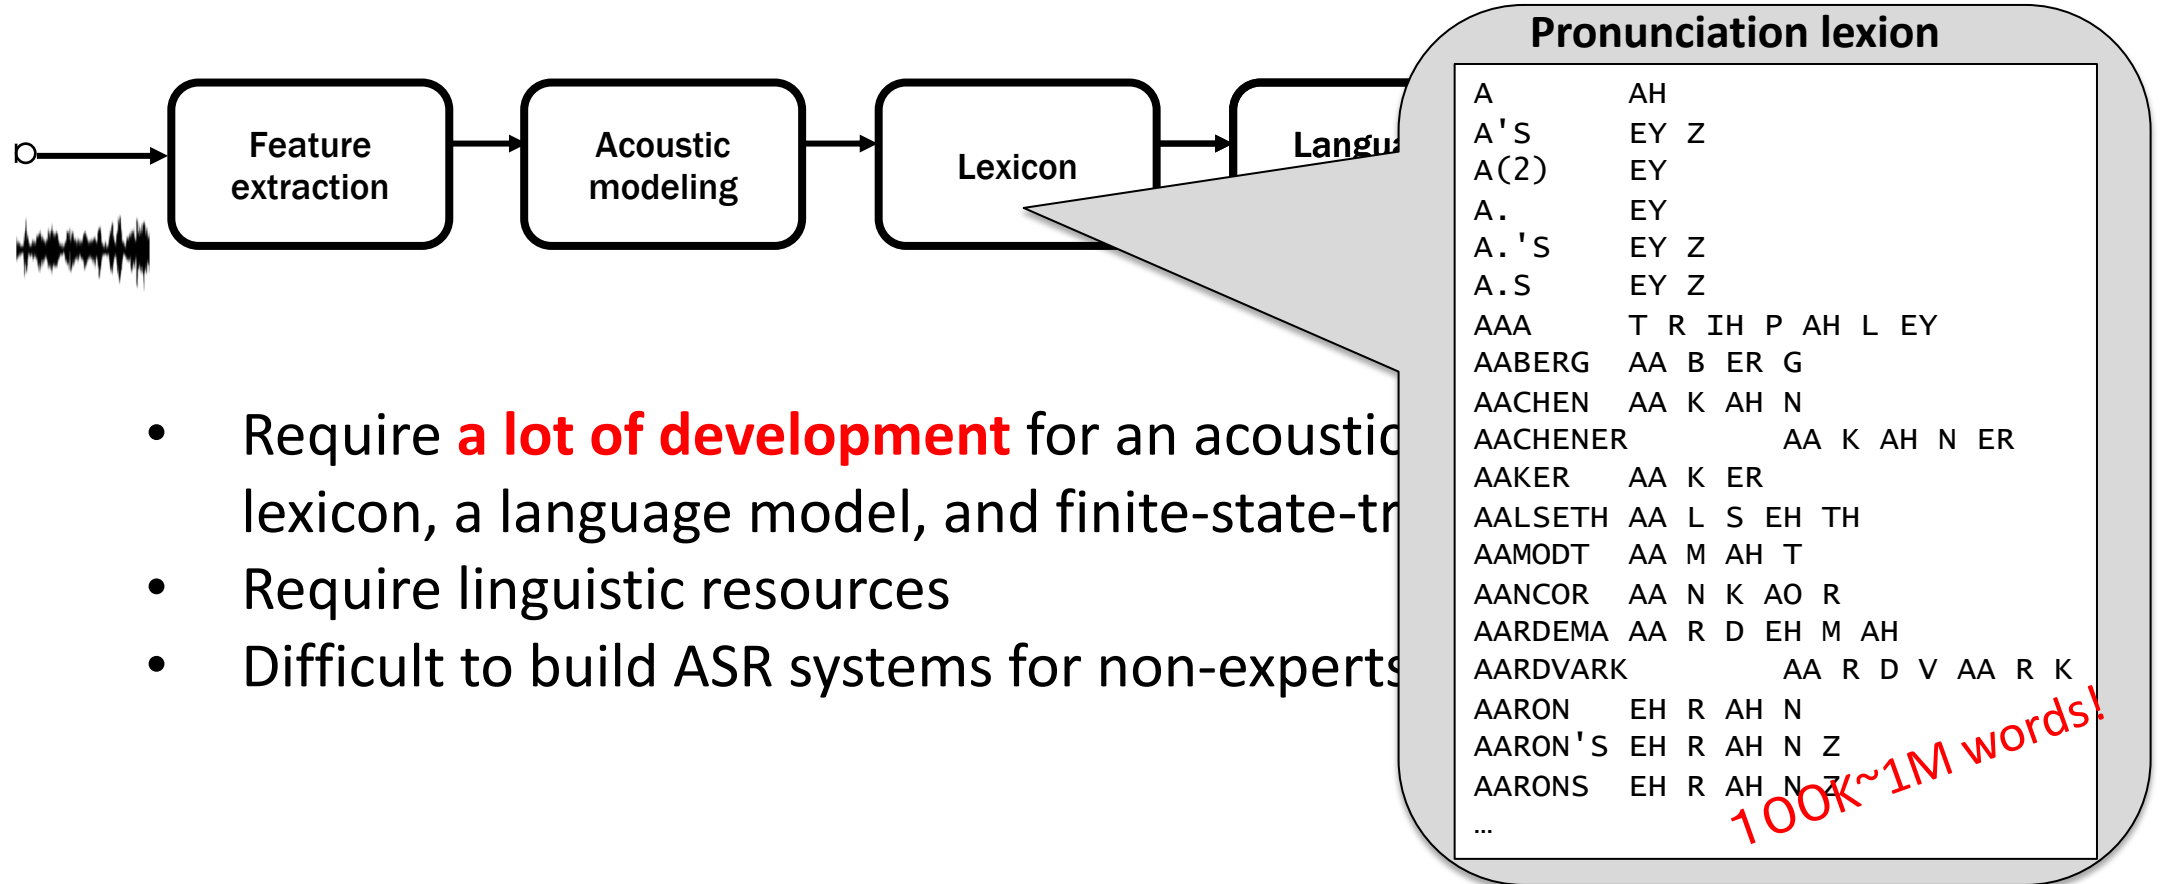 Pronunciation lexion
Feature
extraction
Acoustic
modeling
Lexicon
A AH
A'S EY Z
A(2) EY
A. EY
A.'S EY Z
A.S EY Z
AAA T R IH P AH L EY
AABERG AA B ER G
AACHEN AA K AH N
AACHENER AA K AH N ER
AAKER AA K ER
AALSETH AA L S EH TH
AAMODT AA M AH T
AANCOR AA N K AO R
AARDEMA AA R D EH M AH
AARDVARK AA R D V AA R K
AARON EH R AH N
AARON'S EH R AH N Z
AARONS EH R AH N Z
…
100K~1M words!
• Require a lot of development for an acoustic
lexicon, a language model, and
• Require linguistic resources
• Difficult to build ASR systems for non-experts